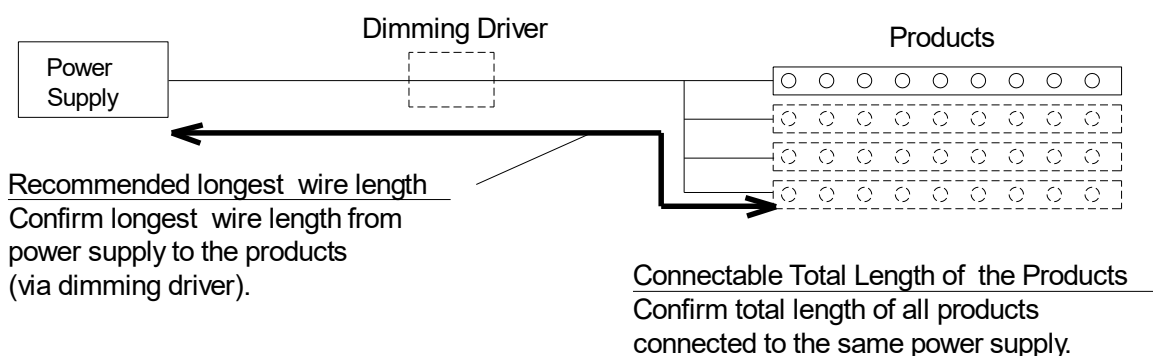 Dimming Driver
Products
Power
Supply
Recommended longest wire length
Confirm longest wire length from
power supply to the products
(via dimming driver).
Connectable Total Length of the Products
Confirm total length of all products
connected to the same power supply.